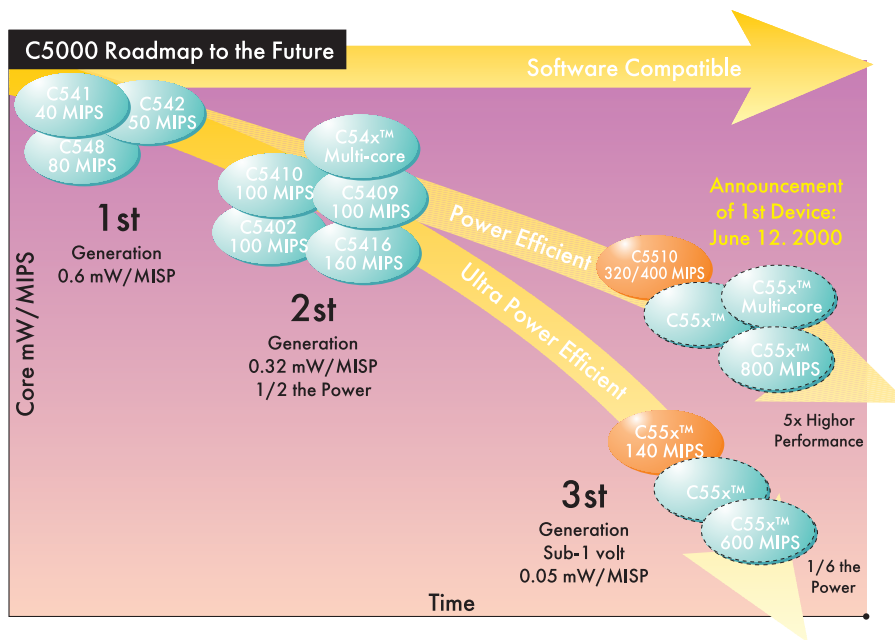 C5000 Roadmap to the Future
Software Compatible
C541
40 MIPS
C542
50 MIPS
C548
80 MIPS
1st
Generation
0.6 mW/MISP
C54x™
Multi-core
C5410
100 MIPS
C5409
100 MIPS
C5402
100 MIPS
C5416
160 MIPS
2st
Generation
0.32 mW/MISP
1/2 the Power
Power Efficient
Ultra Power Efficient
Announcement
of 1st Device:
June 12. 2000
C5510
320/400 MIPS
C55x™
C55x™
Multi-core
C55x™
800 MIPS
5x Highor
Performance
C55x™
140 MIPS
C55x™
C55x™
600 MIPS
3st
Generation
Sub-1 volt
0.05 mW/MISP
1/6 the
Power
Core mW/MIPS
Time